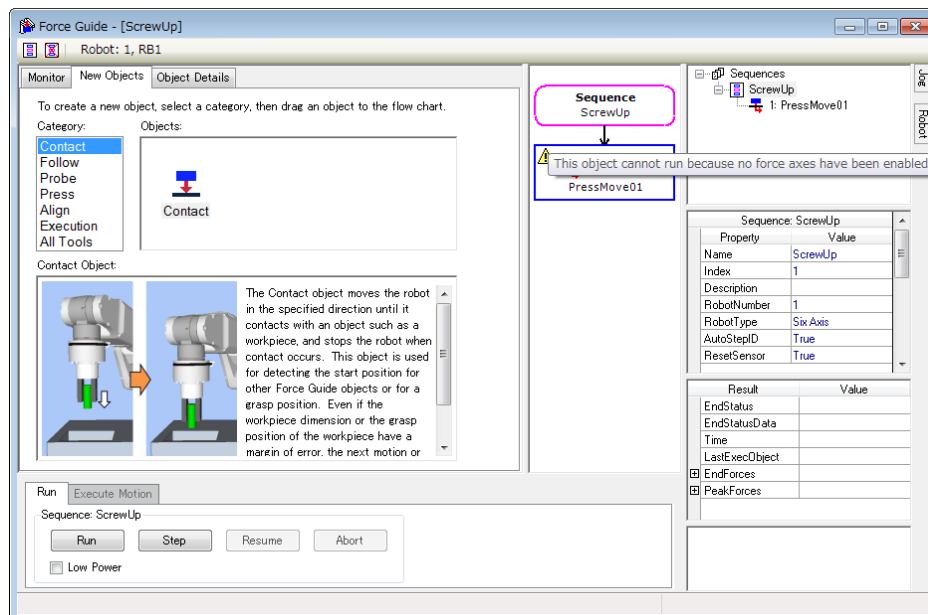 Force Guide - [ScrewUp]
Robot: 1, RB1
Monitor
New Objects
Object Details
To create a new object, select a category, then drag an object to the flow chart.
Category:
Objects:
Contact
Follow
Probe
Press
Align
Execution
All Tools
Contact
Contact Object:
The Contact object moves the robot
in the specified direction until it
contacts with an object such as a
workpiece, and stops the robot when
contact occurs. This object is used
for detecting the start position for
other Force Guide objects or for a
grasp position. Even if the
workpiece dimension or the grasp
position of the workpiece have a
margin of error, the next motion or
Run
Execute Motion
Sequence: ScrewUp
Run
Step
Resume
Abort
Low Power
Sequence
ScrewUp
This object cannot run because no force axes have been enabled
PressMove01
Sequences
ScrewUp
1: PressMove01
Jog
Robot
Sequence: ScrewUp
Property Value
Name ScrewUp
Index 1
Description
RobotNumber 1
RobotType Six Axis
AutoStepID True
ResetSensor True
Result Value
EndStatus
EndStatusData
Time
LastExecObject
EndForces
PeakForces